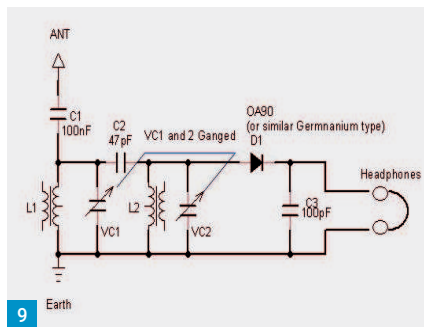 ANT
C1
100nF
C2
47pF
VC1 and 2 Ganged
OA90
(or similar Germnanium type)
D1
Headphones
L1
VC1
L2
VC2
C3
100pF
Earth
9